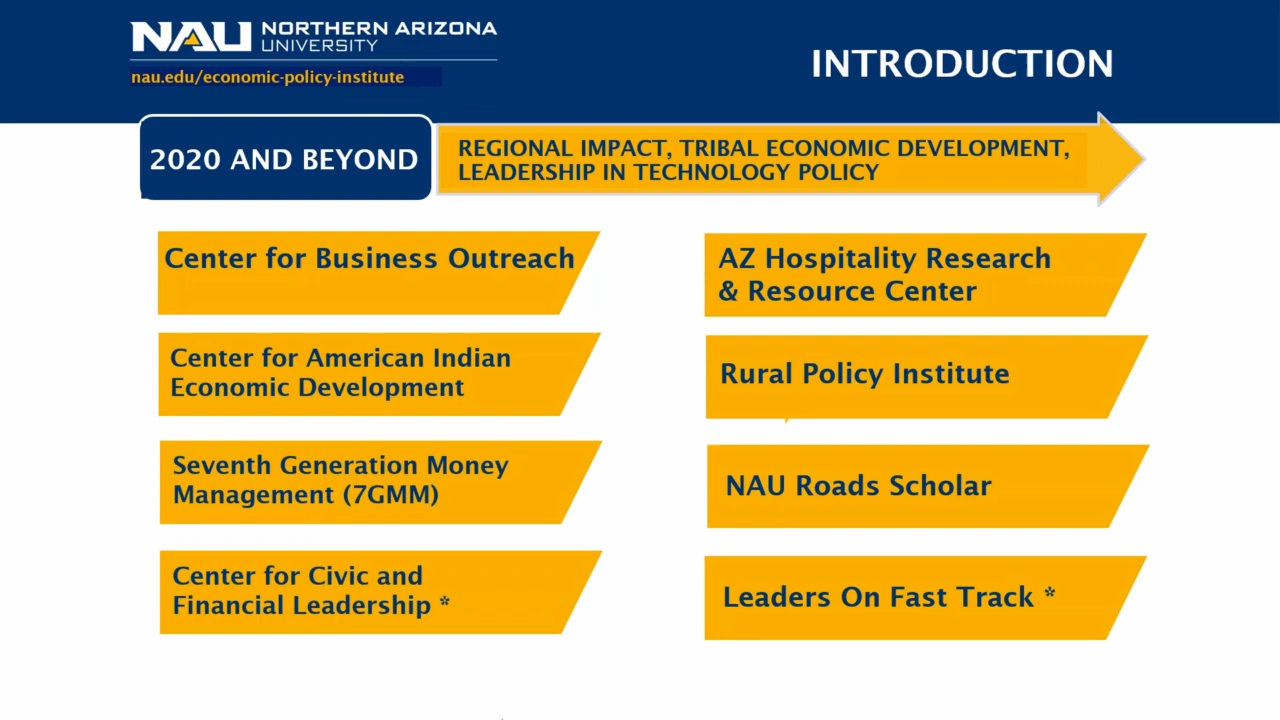 NAU NORTHERN ARIZONA
UNIVERSITY
nau.edu/economic-policy-institute
INTRODUCTION
2020 AND BEYOND
REGIONAL IMPACT, TRIBAL ECONOMIC DEVELOPMENT,
LEADERSHIP IN TECHNOLOGY POLICY
Center for Business Outreach
Center for American Indian
Economic Development
Seventh Generation Money
Management (7GMM)
Center for Civic and
Financial Leadership *
AZ Hospitality Research
& Resource Center
Rural Policy Institute
NAU Roads Scholar
Leaders On Fast Track *